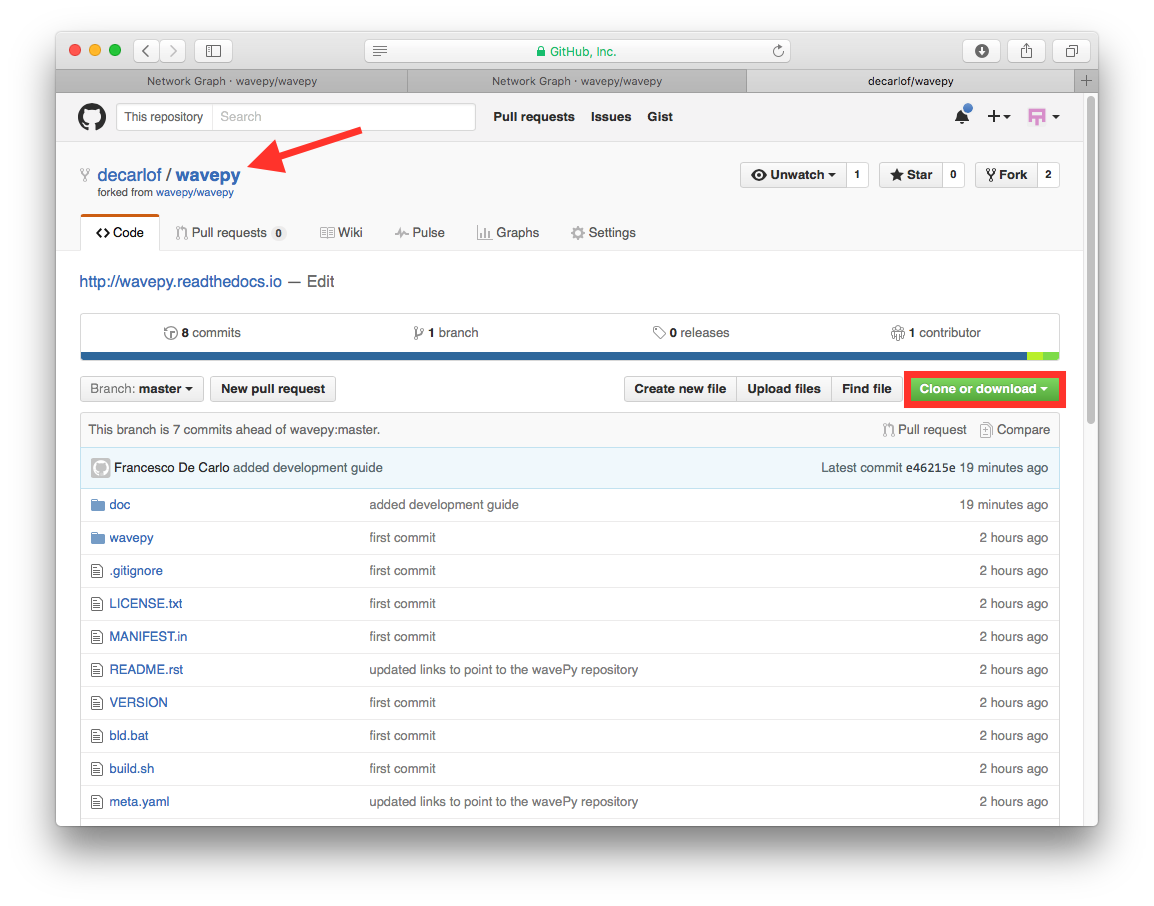 GitHub, Inc.
Network Graph · wavepy/wavepy Network Graph · wavepy/wavepy decarlof/wavepy
This repository Search Pull requests Issues Gist
decarlof / wavepy Unwatch 1 Star 0 Fork 2
forked from wavepy/wavepy
Code Pull requests 0 Wiki Pulse Graphs Settings
http://wavepy.readthedocs.io — Edit
8 commits 1 branch 0 releases 1 contributor
Branch: master New pull request Create new file Upload files Find file Clone or download
This branch is 7 commits ahead of wavepy:master. Pull request Compare
Francesco De Carlo added development guide Latest commit e46215e 19 minutes ago
doc added development guide 19 minutes ago
wavepy first commit 2 hours ago
.gitignore first commit 2 hours ago
LICENSE.txt first commit 2 hours ago
MANIFEST.in first commit 2 hours ago
README.rst updated links to point to the wavePy repository 2 hours ago
VERSION first commit 2 hours ago
bld.bat first commit 2 hours ago
build.sh first commit 2 hours ago
meta.yaml updated links to point to the wavePy repository 2 hours ago